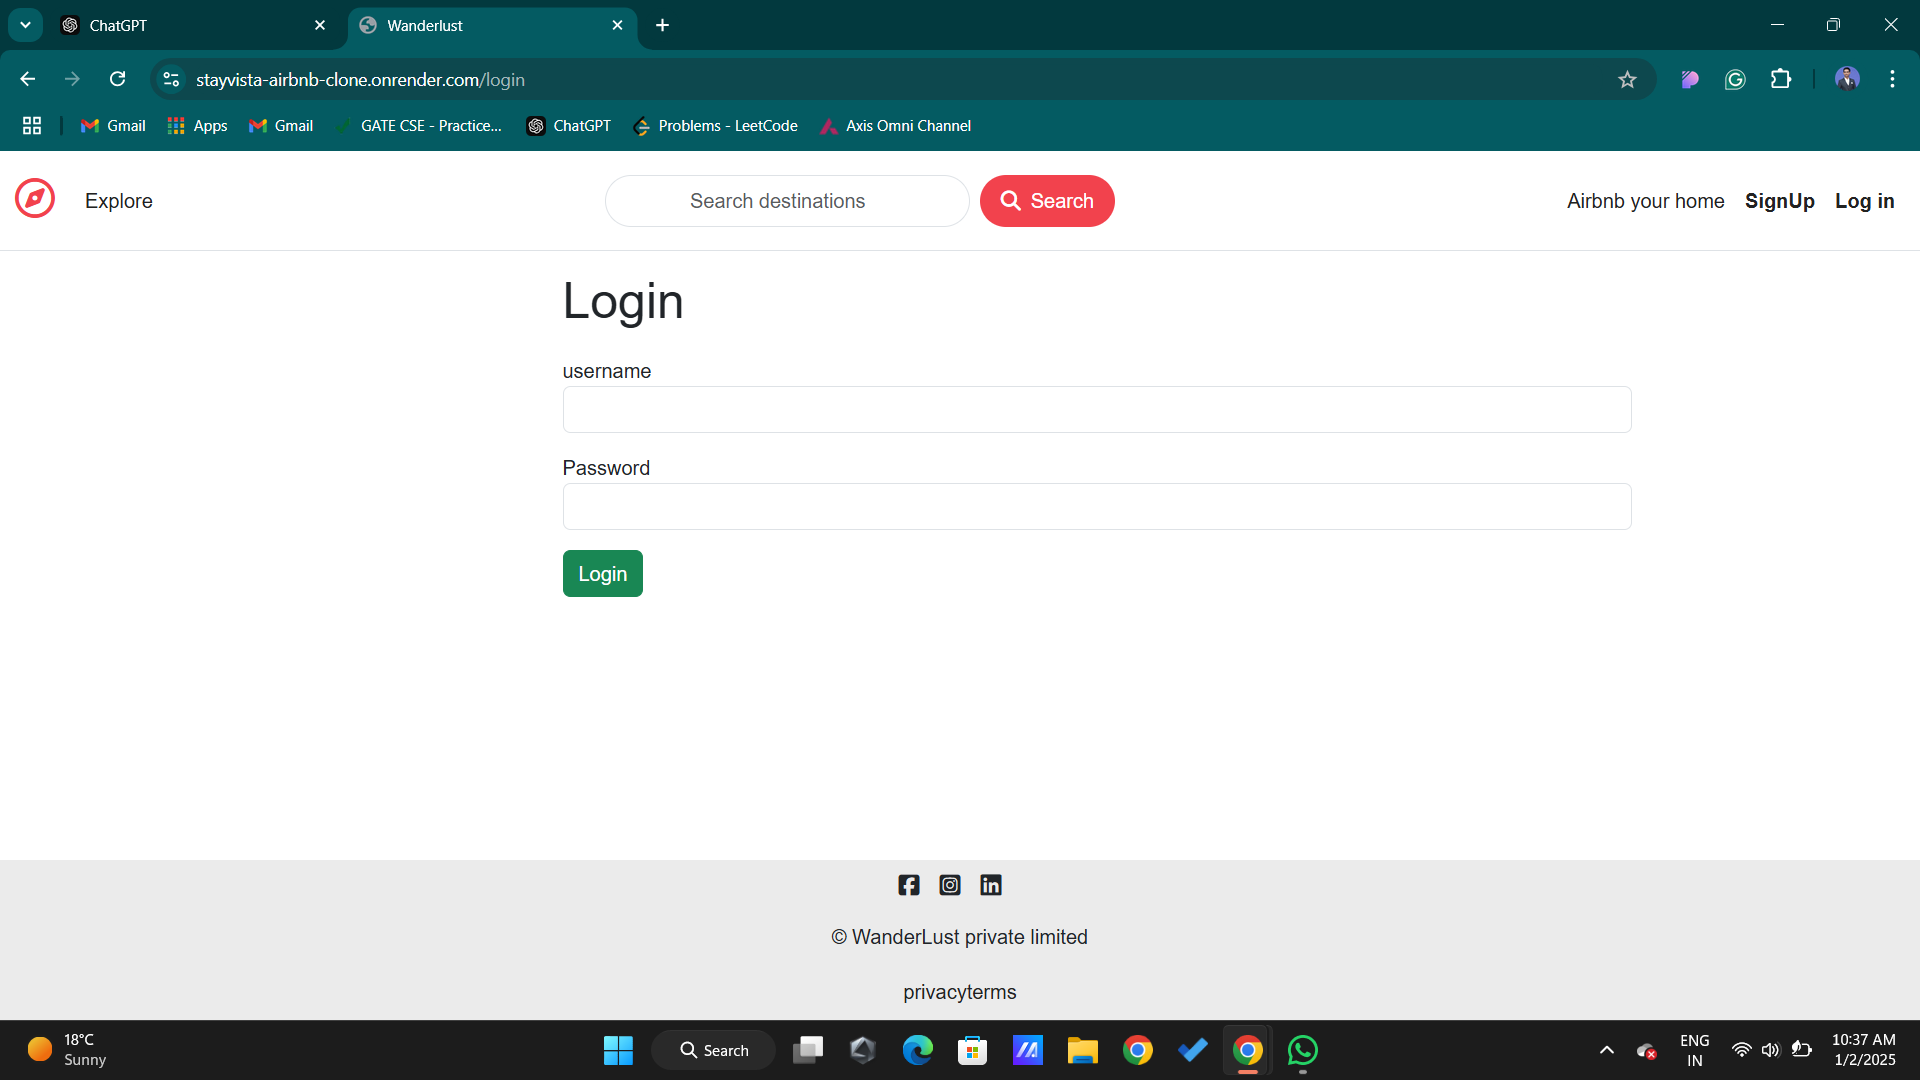 ChatGPT
Wanderlust
stayvista-airbnb-clone.onrender.com/login
Gmail
Apps
Gmail
GATE CSE - Practice...
ChatGPT
Problems - LeetCode
Axis Omni Channel
Explore
Search destinations
Search
Airbnb your home
SignUp
Log in
Login
username
Password
Login
© WanderLust private limited
privacyterms
18°C
Sunny
Search
ENG
IN
10:37 AM
1/2/2025